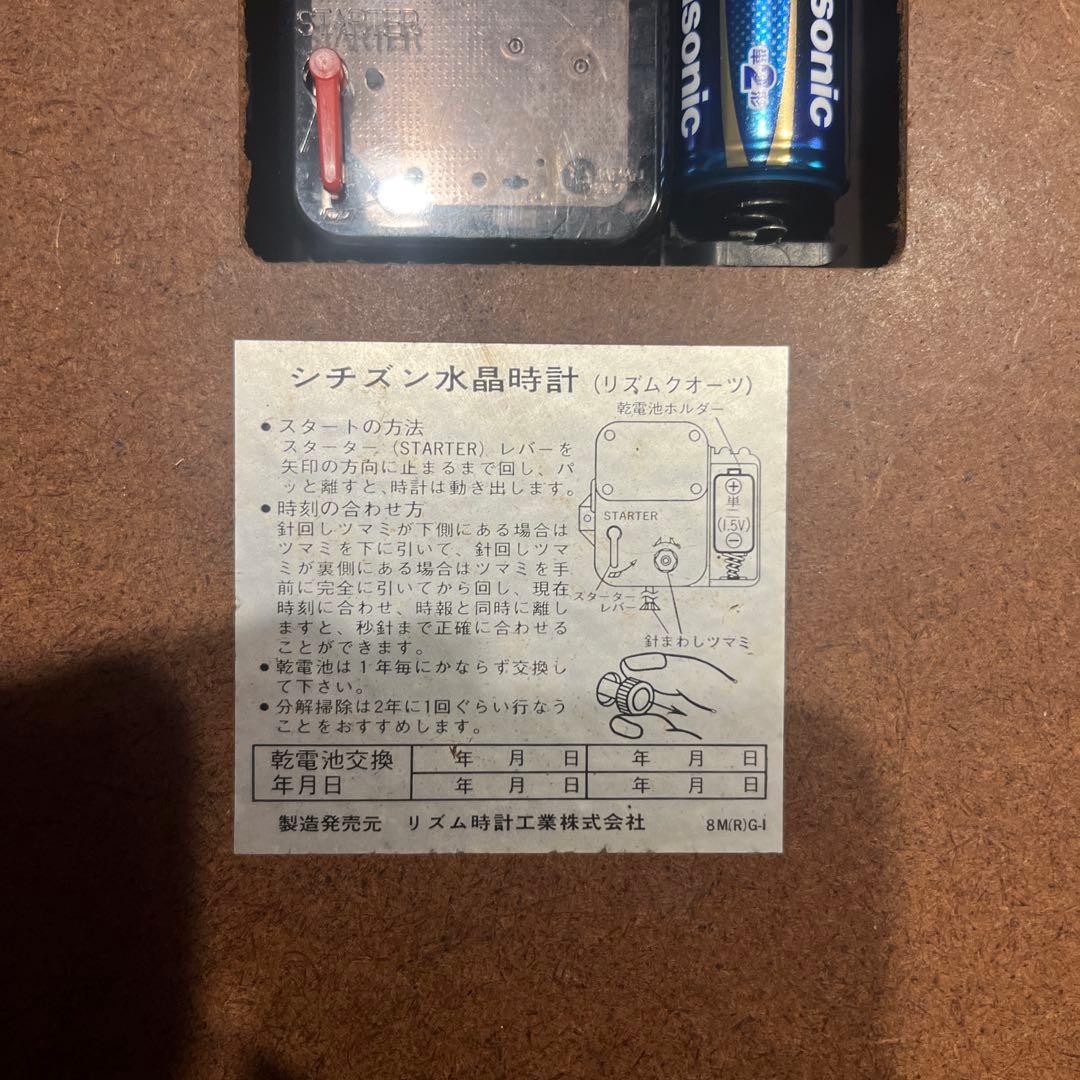 STARTER
sonic
sonic
シチズン水晶時計 (リズムクオーツ)
乾電池ホルダー
● スタートの方法
スターター (STARTER) レバーを
矢印の方向に止まるまで回し、パ
ッと離すと、時計は動き出します。
● 時刻の合わせ方
針回しツマミが下側にある場合は
ツマミを下に引いて、針回しツマ
ミが裏側にある場合はツマミを手
前に完全に引いてから回し、現在
時刻に合わせ、時報と同時に離し
ますと、秒針まで正確に合わせる
ことができます。
● 乾電池は1年毎にかならず交換し
て下さい。
● 分解掃除は2年に1回ぐらい行なう
ことをおすすめします。
STARTER
⊕
単二
(1.5V)
⊖
スターター
レバー
針まわしツマミ
乾電池交換
年月日
年 月 日 年 月 日
年 月 日 年 月 日
製造発売元 リズム時計工業株式会社 8M(R)G-I